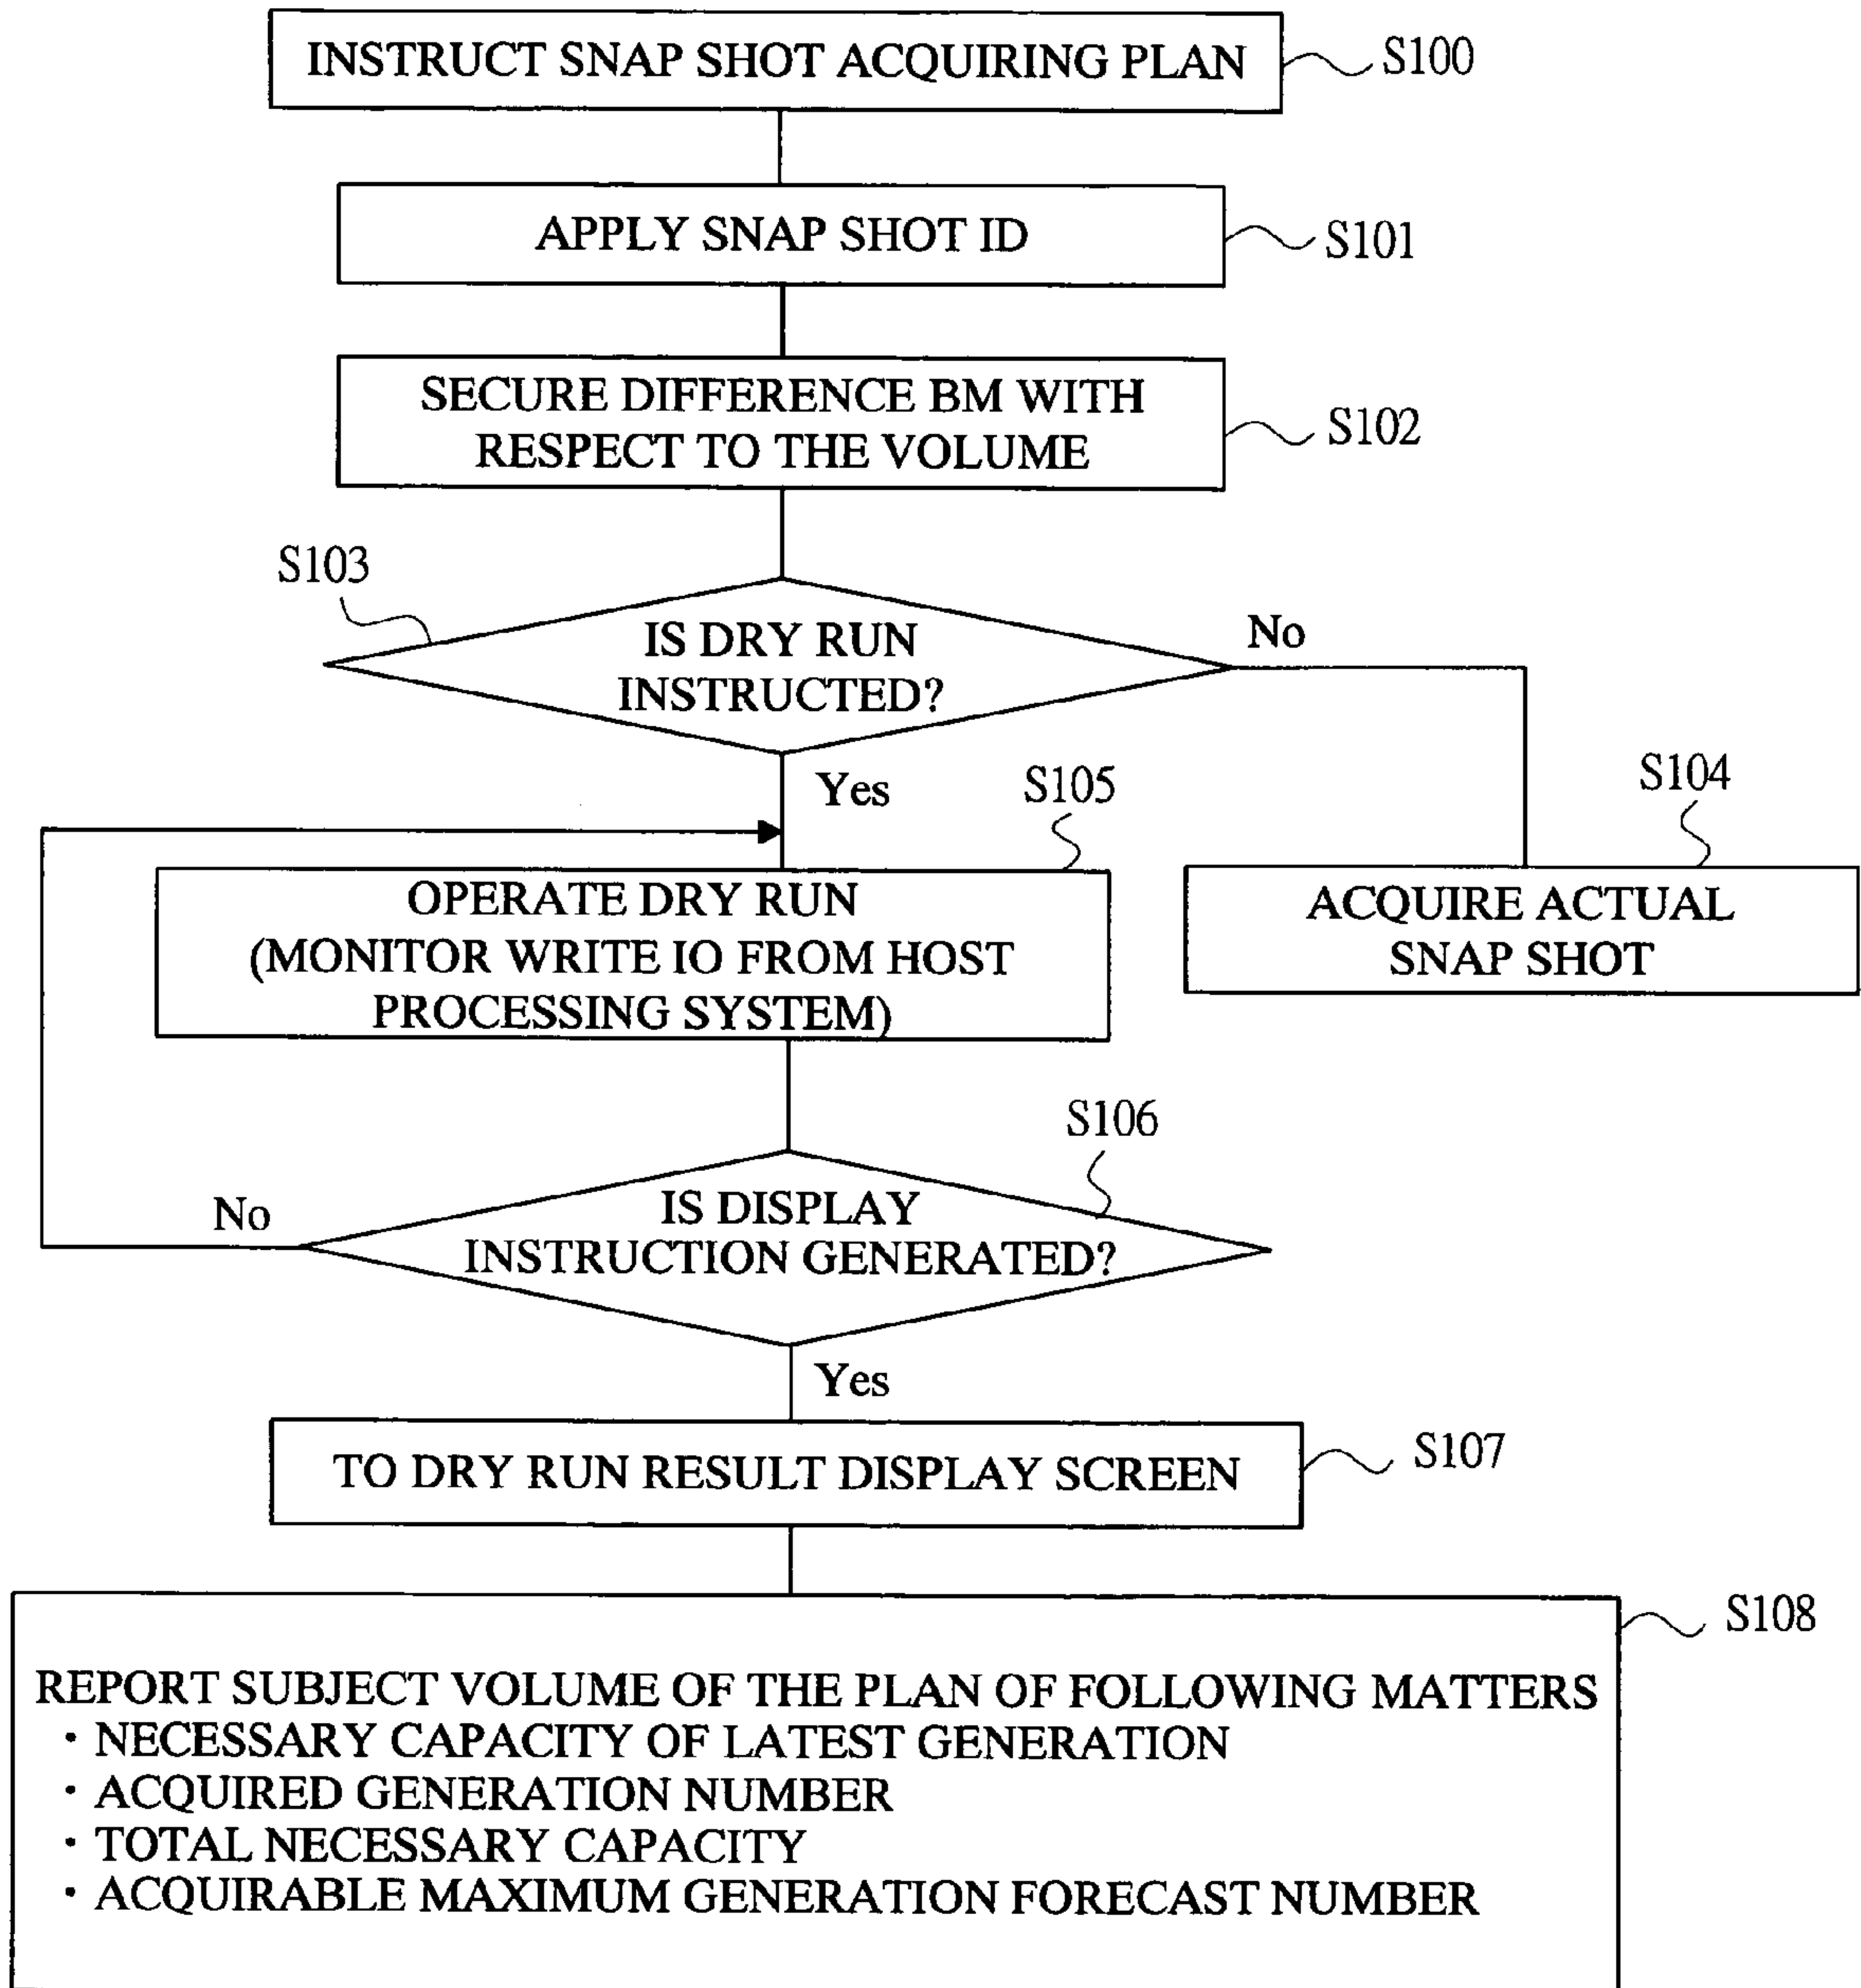 INSTRUCT SNAP SHOT ACQUIRING PLAN
S100
APPLY SNAP SHOT ID
S101
SECURE DIFFERENCE BM WITH
RESPECT TO THE VOLUME
S102
S103
IS DRY RUN
INSTRUCTED?
No
Yes
S105
S104
OPERATE DRY RUN
(MONITOR WRITE IO FROM HOST
PROCESSING SYSTEM)
ACQUIRE ACTUAL
SNAP SHOT
S106
IS DISPLAY
INSTRUCTION GENERATED?
No
Yes
TO DRY RUN RESULT DISPLAY SCREEN
S107
S108
REPORT SUBJECT VOLUME OF THE PLAN OF FOLLOWING MATTERS
・NECESSARY CAPACITY OF LATEST GENERATION
・ACQUIRED GENERATION NUMBER
・TOTAL NECESSARY CAPACITY
・ACQUIRABLE MAXIMUM GENERATION FORECAST NUMBER